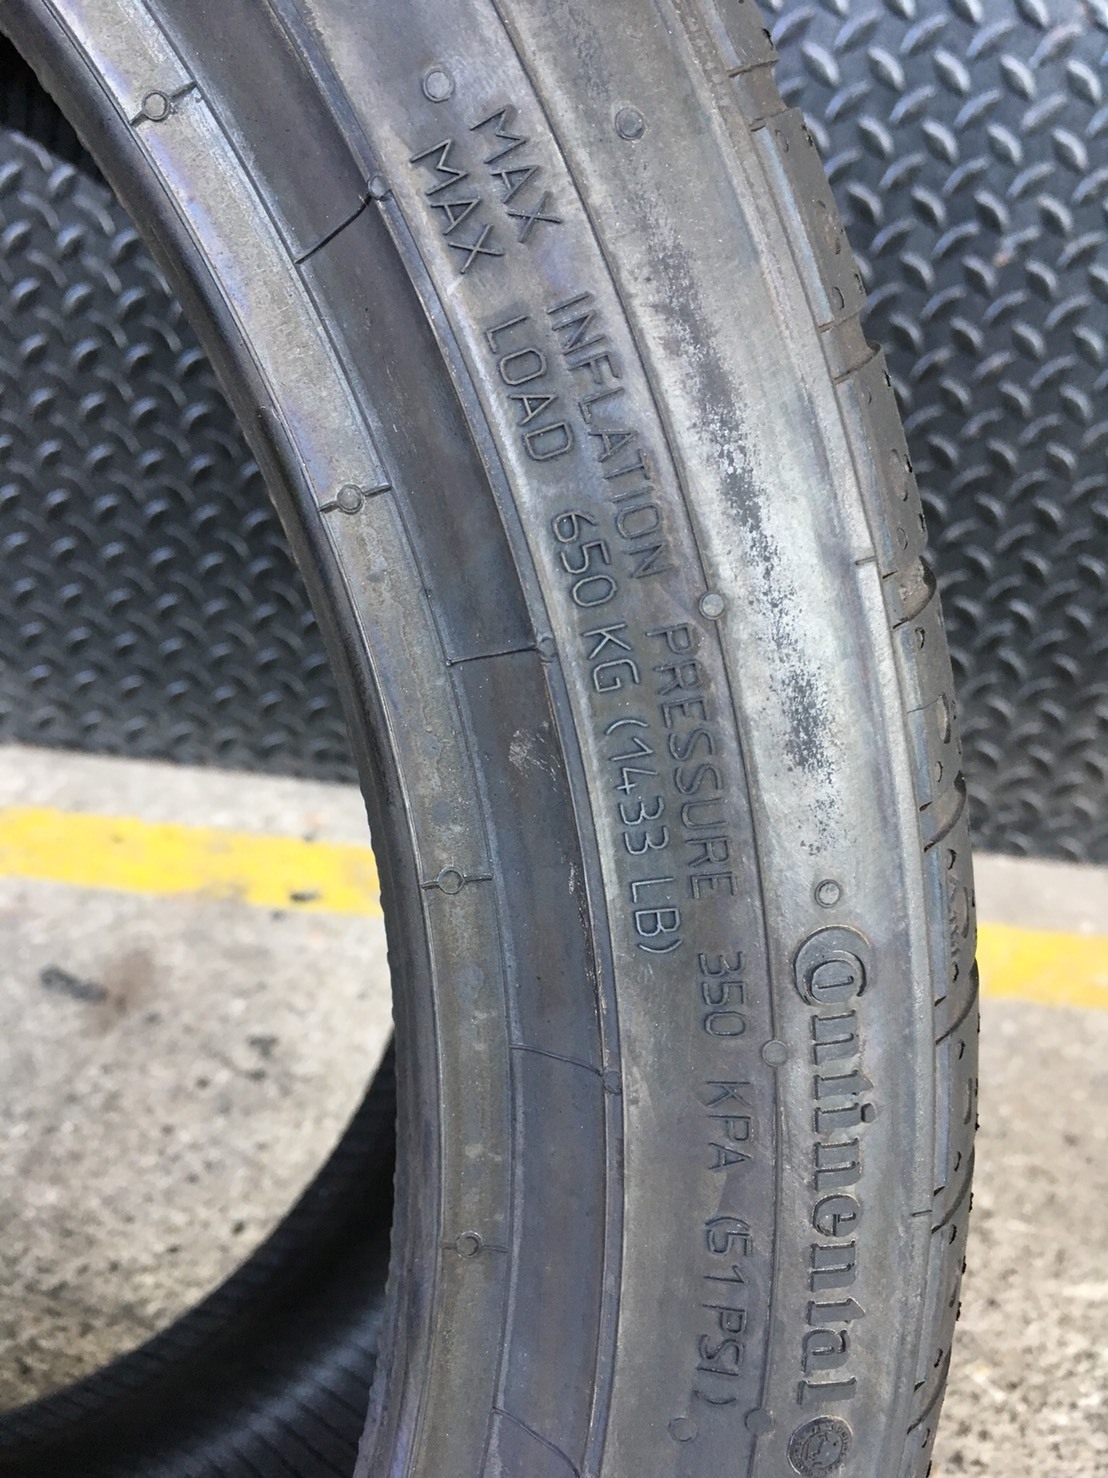 MAX INFLATION PRESSURE 350 KPA (51 PSI)
MAX LOAD 650 KG (1433 LB)
Continental